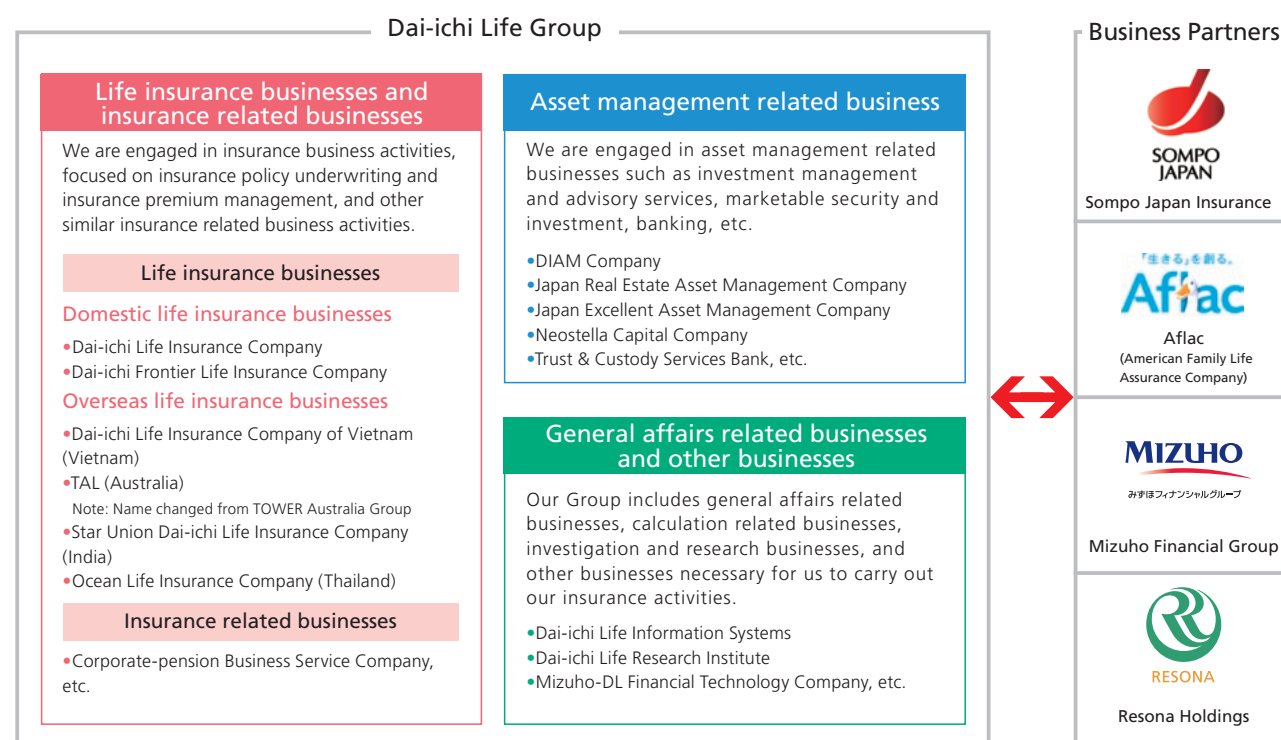 Dai-ichi Life Group
Life insurance businesses and
insurance related businesses
We are engaged in insurance business activities,
focused on insurance policy underwriting and
insurance premium management, and other
similar insurance related business activities.
Life insurance businesses
Domestic life insurance businesses
•Dai-ichi Life Insurance Company
•Dai-ichi Frontier Life Insurance Company
Overseas life insurance businesses
•Dai-ichi Life Insurance Company of Vietnam
(Vietnam)
•TAL (Australia)
Note: Name changed from TOWER Australia Group
•Star Union Dai-ichi Life Insurance Company
(India)
•Ocean Life Insurance Company (Thailand)
Insurance related businesses
•Corporate-pension Business Service Company,
etc.
Asset management related business
We are engaged in asset management related
businesses such as investment management
and advisory services, marketable security and
investment, banking, etc.
•DIAM Company
•Japan Real Estate Asset Management Company
•Japan Excellent Asset Management Company
•Neostella Capital Company
•Trust & Custody Services Bank, etc.
General affairs related businesses
and other businesses
Our Group includes general affairs related
businesses, calculation related businesses,
investigation and research businesses, and
other businesses necessary for us to carry out
our insurance activities.
•Dai-ichi Life Information Systems
•Dai-ichi Life Research Institute
•Mizuho-DL Financial Technology Company, etc.
Business Partners
SOMPO
JAPAN
Sompo Japan Insurance
「生きる」を創る。
Aflac
Aflac
(American Family Life
Assurance Company)
MIZUHO
みずほフィナンシャルグループ
Mizuho Financial Group
RESONA
Resona Holdings